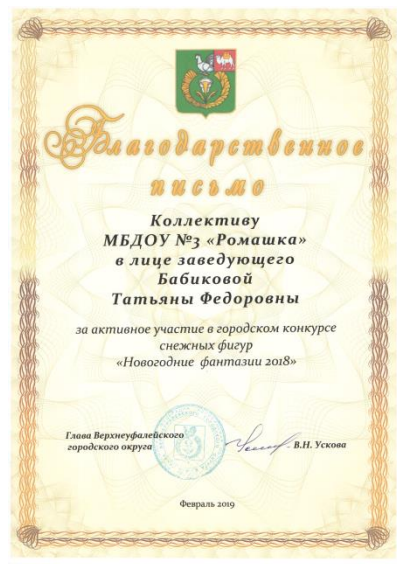 Благодарственное
письмо
Коллективу
МБДОУ №3 «Ромашка»
в лице заведующего
Бабиковой
Татьяны Федоровны
за активное участие в городском конкурсе
снежных фигур
«Новогодние фантазии 2018»
Глава Верхнеуфалейского
городского округа
В.Н. Ускова
Февраль 2019